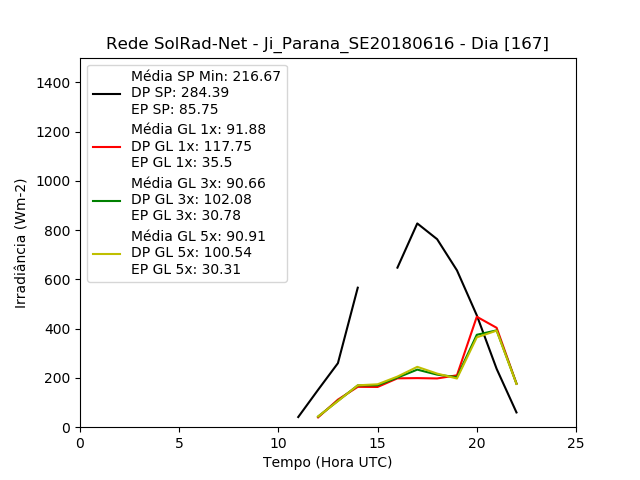 Rede SolRad-Net - Ji_Parana_SE20180616 - Dia [167]
Média SP Min: 216.67
DP SP: 284.39
EP SP: 85.75
Média GL 1x: 91.88
DP GL 1x: 117.75
EP GL 1x: 35.5
Média GL 3x: 90.66
DP GL 3x: 102.08
EP GL 3x: 30.78
Média GL 5x: 90.91
DP GL 5x: 100.54
EP GL 5x: 30.31
Irradiância (Wm-2)
1400
1200
1000
800
600
400
200
0
0 5 10 15 20 25
Tempo (Hora UTC)